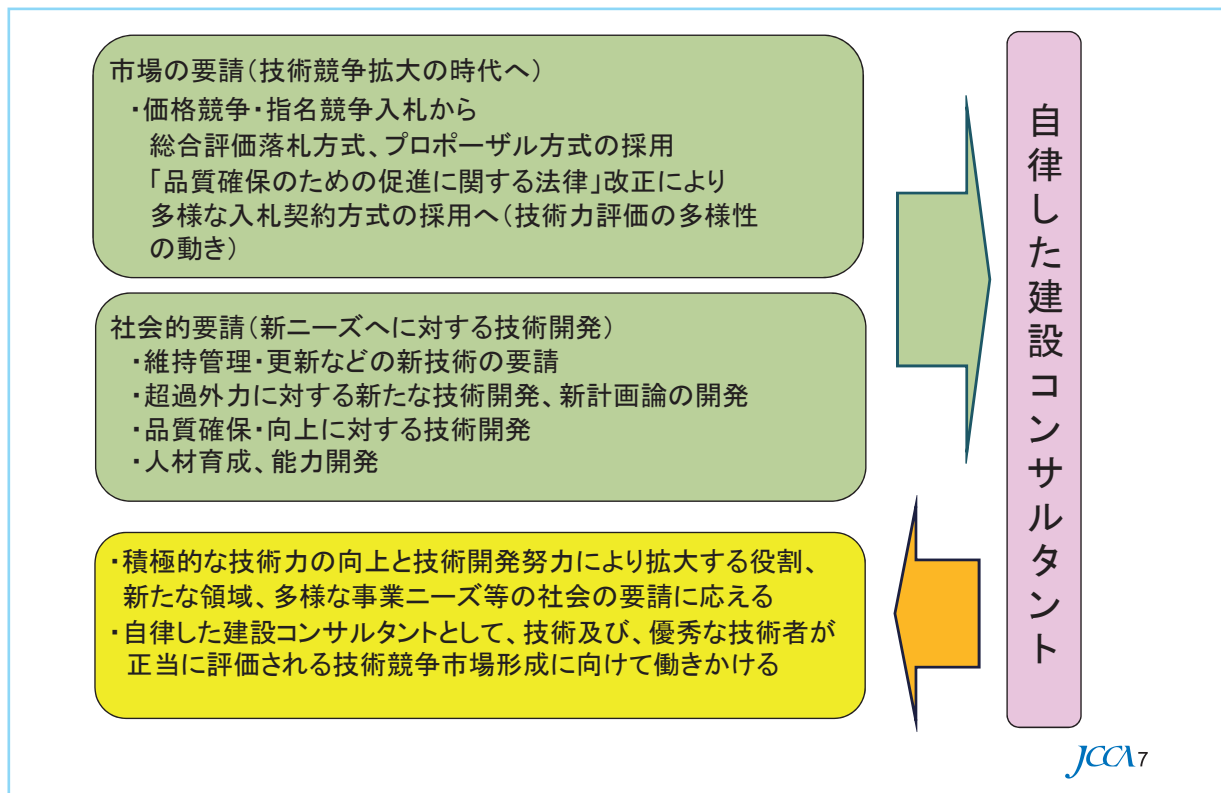 市場の要請(技術競争拡大の時代へ)
・価格競争・指名競争入札から
総合評価落札方式、プロポーザル方式の採用
「品質確保のための促進に関する法律」改正により
多様な入札契約方式の採用へ(技術力評価の多様性
の動き)
社会的要請(新ニーズへに対する技術開発)
・維持管理・更新などの新技術の要請
・超過外力に対する新たな技術開発、新計画論の開発
・品質確保・向上に対する技術開発
・人材育成、能力開発
・積極的な技術力の向上と技術開発努力により拡大する役割、
新たな領域、多様な事業ニーズ等の社会の要請に応える
・自律した建設コンサルタントとして、技術及び、優秀な技術者が
正当に評価される技術競争市場形成に向けて働きかける
自律した建設コンサルタント
JCCA 7